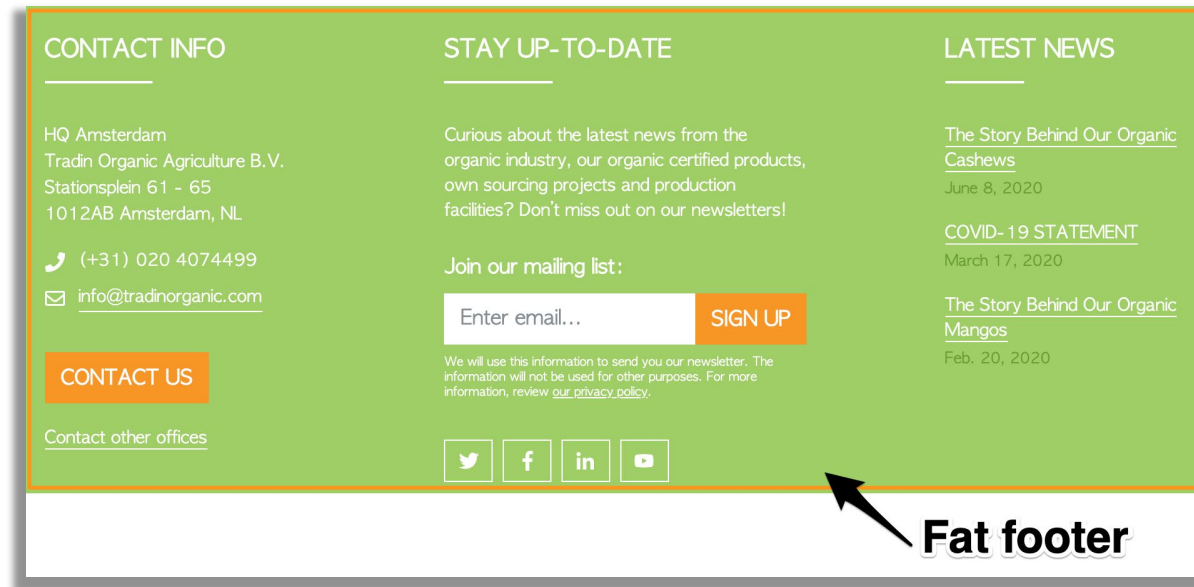 CONTACT INFO
HQ Amsterdam
Tradin Organic Agriculture B.V.
Stationsplein 61 - 65
1012AB Amsterdam, NL
(+31) 020 4074499
info@tradinorganic.com
CONTACT US
Contact other offices
STAY UP-TO-DATE
Curious about the latest news from the
organic industry, our organic certified products,
own sourcing projects and production
facilities? Don't miss out on our newsletters!
Join our mailing list:
Enter email...
SIGN UP
We will use this information to send you our newsletter. The
information will not be used for other purposes. For more
information, review our privacy policy.
LATEST NEWS
The Story Behind Our Organic
Cashews
June 8, 2020
COVID-19 STATEMENT
March 17, 2020
The Story Behind Our Organic
Mangos
Feb. 20, 2020
Fat footer